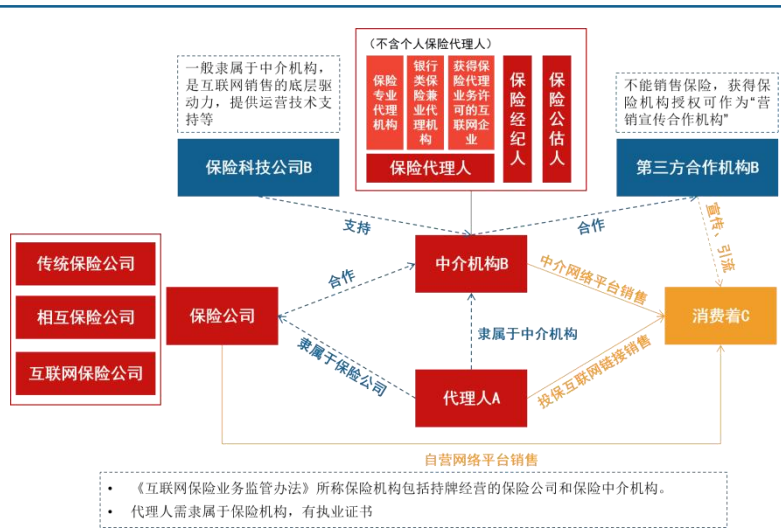 （不含个人保险代理人）
一般隶属于中介机构，
是互联网销售的底层驱
动力，提供运营技术支
持等
保险
专业
代理
机构
银行
类保
险兼
业代
理机
构
获得保
险代理
业务许
可的互
联网企
业
保险代理人
保险经纪人
保险公估人
不能销售保险，获得保
险机构授权可作为“营
销宣传合作机构”
保险科技公司B
第三方合作机构B
支持
合作
宣传、引流
传统保险公司
相互保险公司
互联网保险公司
保险公司
合作
中介机构B
中介网络平台销售
消费着C
隶属于保险公司
隶属于中介机构
投保互联网链接销售
代理人A
自营网络平台销售
• 《互联网保险业务监管办法》所称保险机构包括持牌经营的保险公司和保险中介机构。
• 代理人需隶属于保险机构，有执业证书